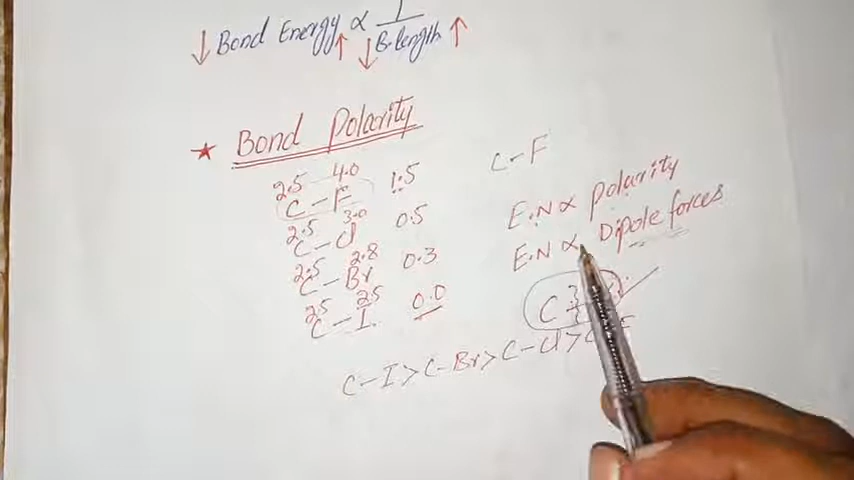 ↓ Bond Energy ↑ ∝ 1 / B-length ↓ ↑
★ Bond Polarity
2.5 4.0
C-F 1.5
2.5 3.0
C-Cl 0.5
2.5 2.8
C-Br 0.3
2.5 2.5
C-I. 0.0
C-F
E.N ∝ polarity
E.N ∝ Dipole forces
C
C-I>C-Br>C-Cl>